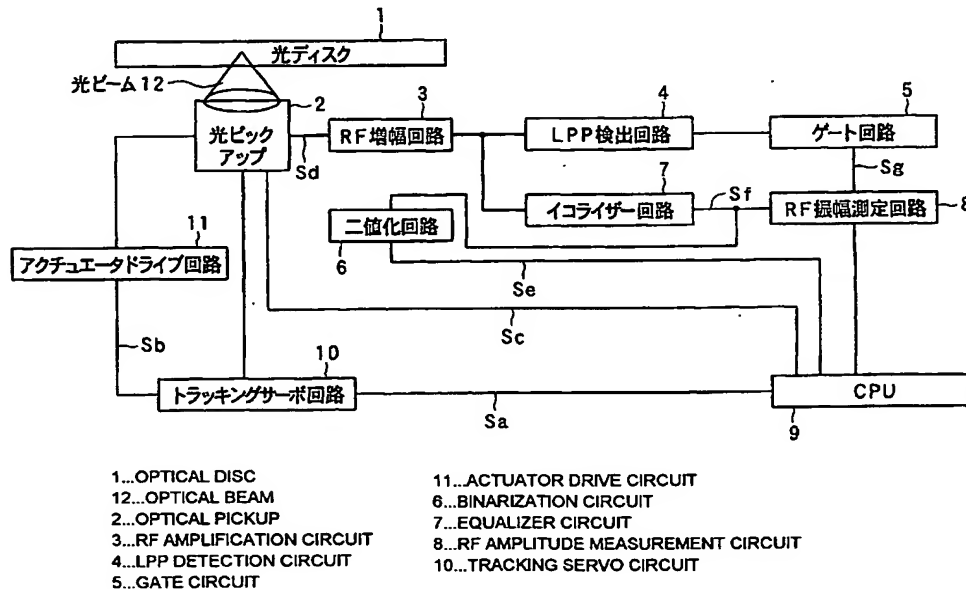 1
光ディスク
光ビーム12
2
光ピック
アップ
Sd
3
RF増幅回路
4
LPP検出回路
5
ゲート回路
Sg
7
イコライザー回路
Sf
RF振幅測定回路
8
二値化回路
6
Se
Sc
11
アクチュエータドライブ回路
Sb
10
トラッキングサーボ回路
Sa
CPU
9
1...OPTICAL DISC
12...OPTICAL BEAM
2...OPTICAL PICKUP
3...RF AMPLIFICATION CIRCUIT
4...LPP DETECTION CIRCUIT
5...GATE CIRCUIT
11...ACTUATOR DRIVE CIRCUIT
6...BINARIZATION CIRCUIT
7...EQUALIZER CIRCUIT
8...RF AMPLITUDE MEASUREMENT CIRCUIT
10...TRACKING SERVO CIRCUIT